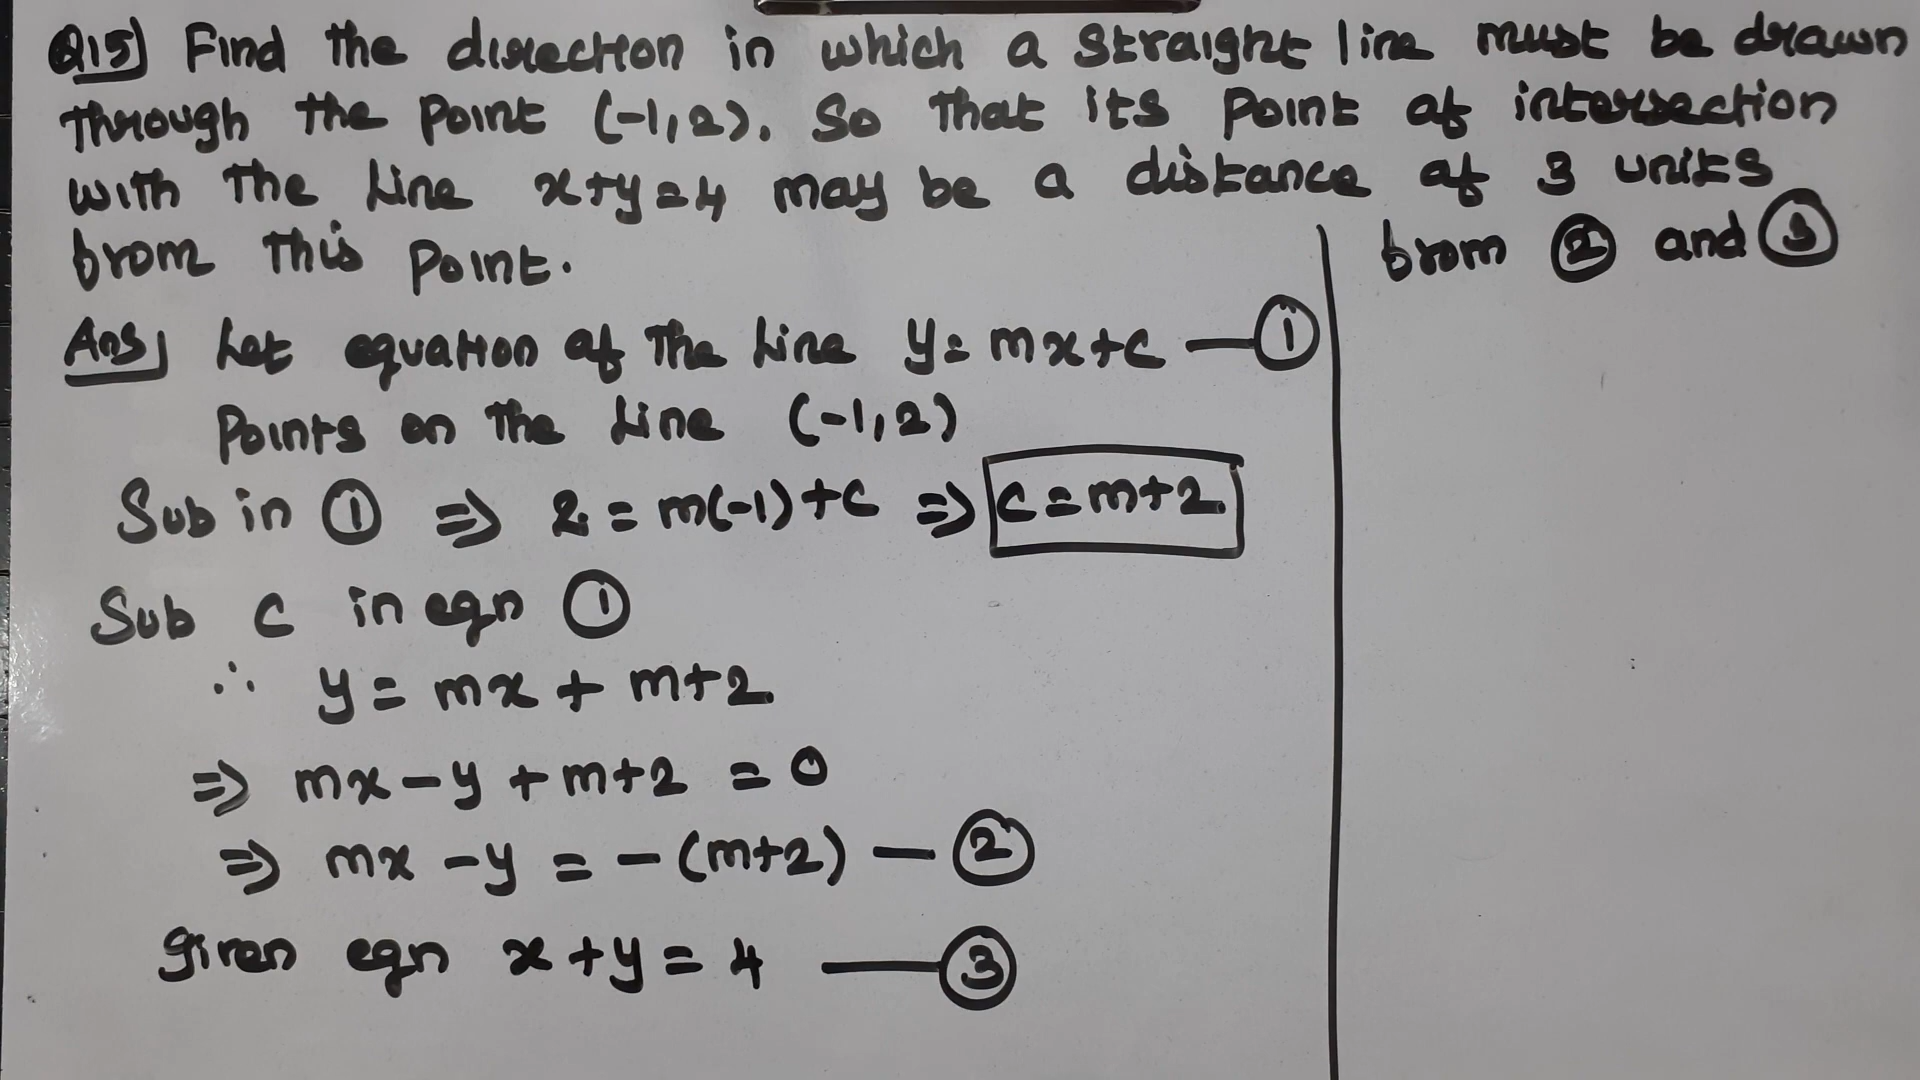 Q15) Find the direction in which a straight line must be drawn
through the point (-1,2). So that its point of intersection
with the line x+y=4 may be a distance of 3 units
from this point.
Ans) Let equation of the line y = mx+c — ①
Points on the line (-1,2)
Sub in ① ⇒ 2 = m(-1)+c ⇒ c = m+2
Sub c in eqn ①
∴ y = mx + m+2
⇒ mx - y + m+2 = 0
⇒ mx - y = -(m+2) — ②
given eqn x+y = 4 — ③
from ② and ③